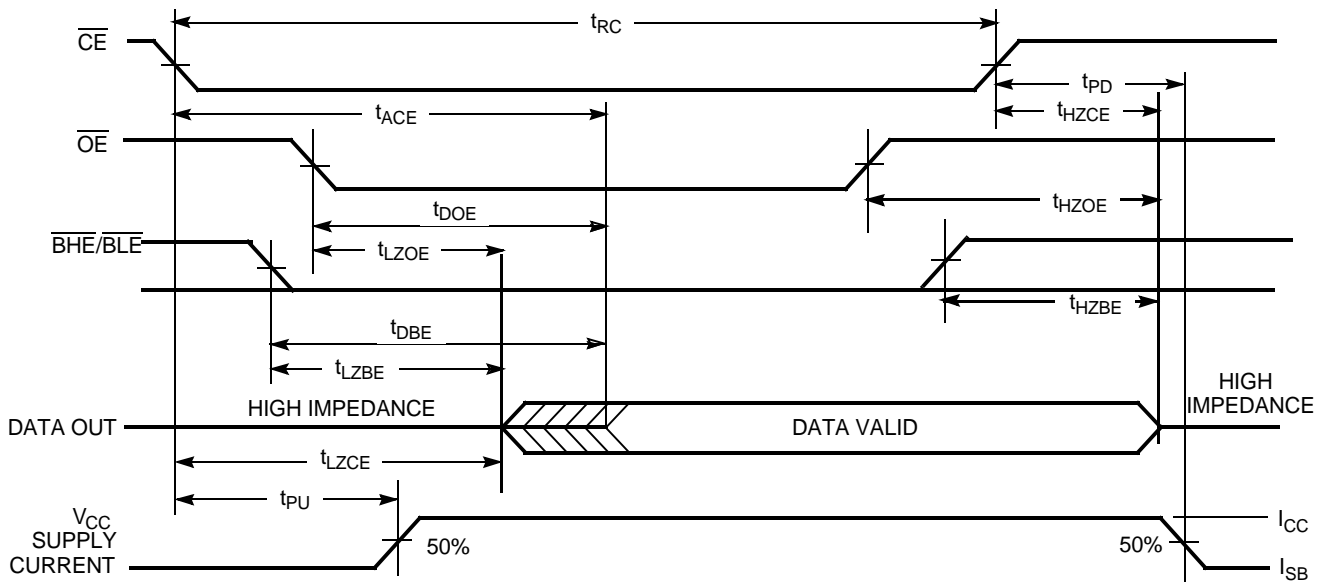 tRC
CE
tPD
tACE
tHZCE
OE
tDOE
tHZOE
BHE/BLE
tLZOE
tHZBE
tDBE
tLZBE
HIGH IMPEDANCE
HIGH
IMPEDANCE
DATA OUT
DATA VALID
tLZCE
tPU
VCC
SUPPLY
CURRENT
50%
50%
ICC
ISB